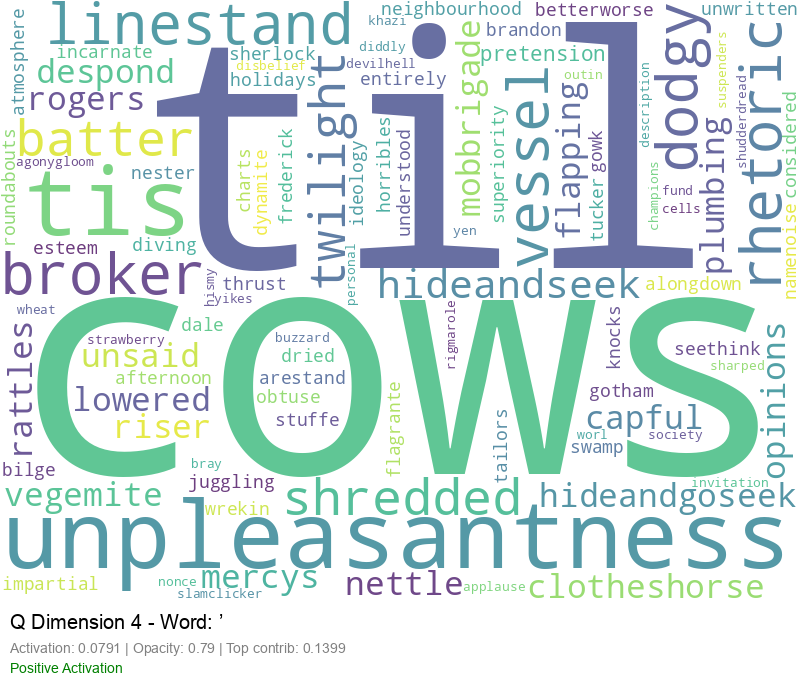 khazi neighbourhood betterworse unwritten
linestand til brandon
incarnate sherlock diddly pretension
atmosphere despond disbelief devilhell outin
rogers holidays entirely dodgy rhetoric
batter twilight mobbrigade vessel flapping description suspenders
agonygloom charts dynamite frederick ideology horribles understood superiority tucker gowk shudderdread considered
roundabouts nester champions fund
tis cells plumbing
esteem diving yen namenoise
broker hismy thrust personal hideandseek alongdown
wheat yikes
cows dale buzzard rigmarole knocks
strawberry seethink
rattles unsaid dried sharped opinions
afternoon arestand gotham
lowered obtuse flagrante capful
riser stuffe tailors worl society
bilge bray swamp
juggling invitation
vegemite shredded hideandgoseek
wrekin
unpleasantness
impartial nonce mercys nettle applause clotheshorse
slamclicker
Q Dimension 4 - Word: ’
Activation: 0.0791 | Opacity: 0.79 | Top contrib: 0.1399
Positive Activation